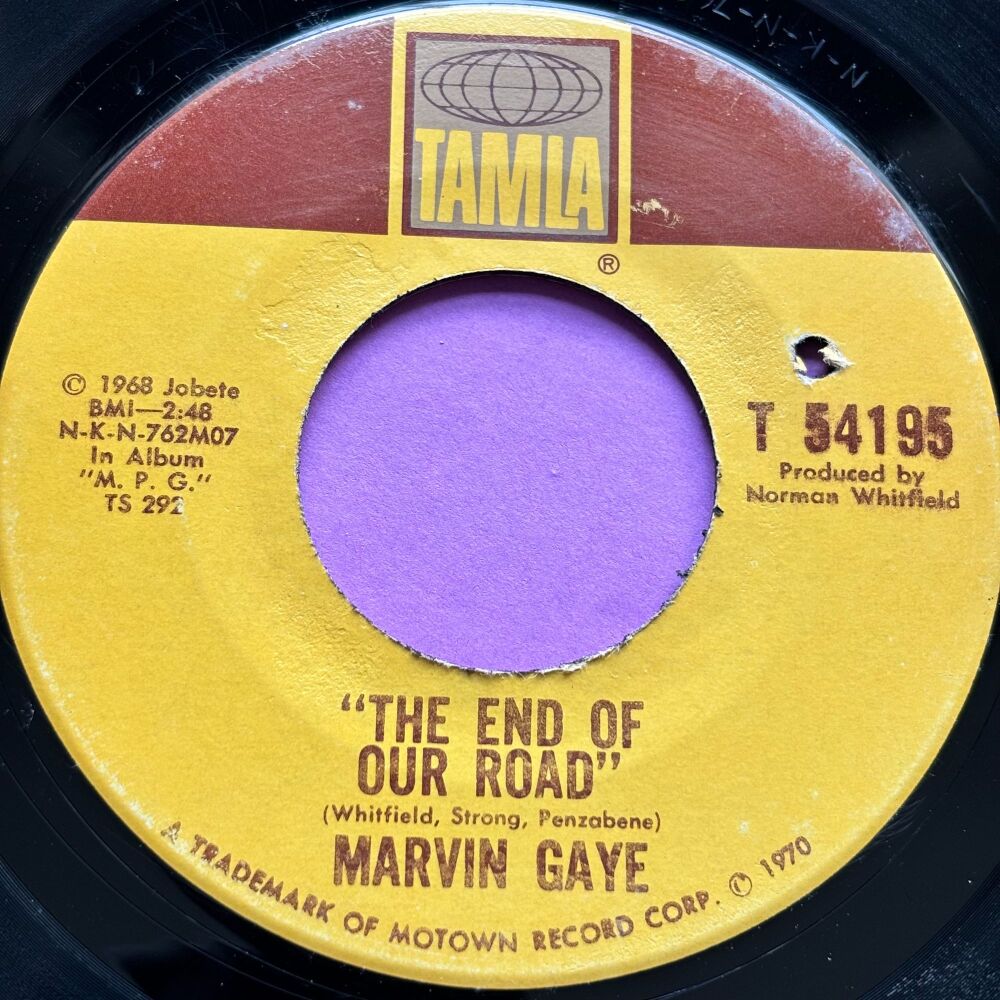 TAMLA
®
© 1968 Jobete
BMI—2:48
N-K-N-762M07
In Album
"M. P. G."
TS 292
T 54195
Produced by
Norman Whitfield
"THE END OF
OUR ROAD"
(Whitfield, Strong, Penzabene)
MARVIN GAYE
A TRADEMARK OF MOTOWN RECORD CORP. © 1970